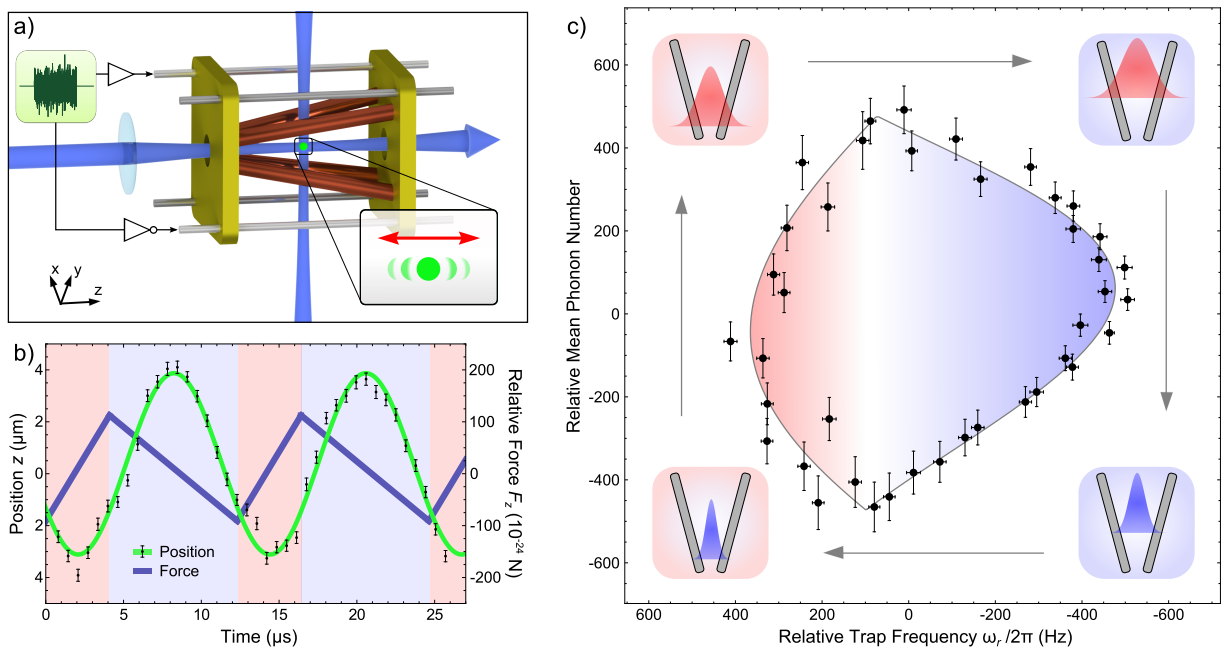 a)
x
y
z
b)
Position z (μm)
4
2
0
2
4
Position
Force
200
100
0
-100
-200
Relative Force Fz (10-24 N)
0
5
10
15
20
25
Time (μs)
c)
Relative Mean Phonon Number
600
400
200
0
-200
-400
-600
600
400
200
0
-200
-400
-600
Relative Trap Frequency ωr /2π (Hz)